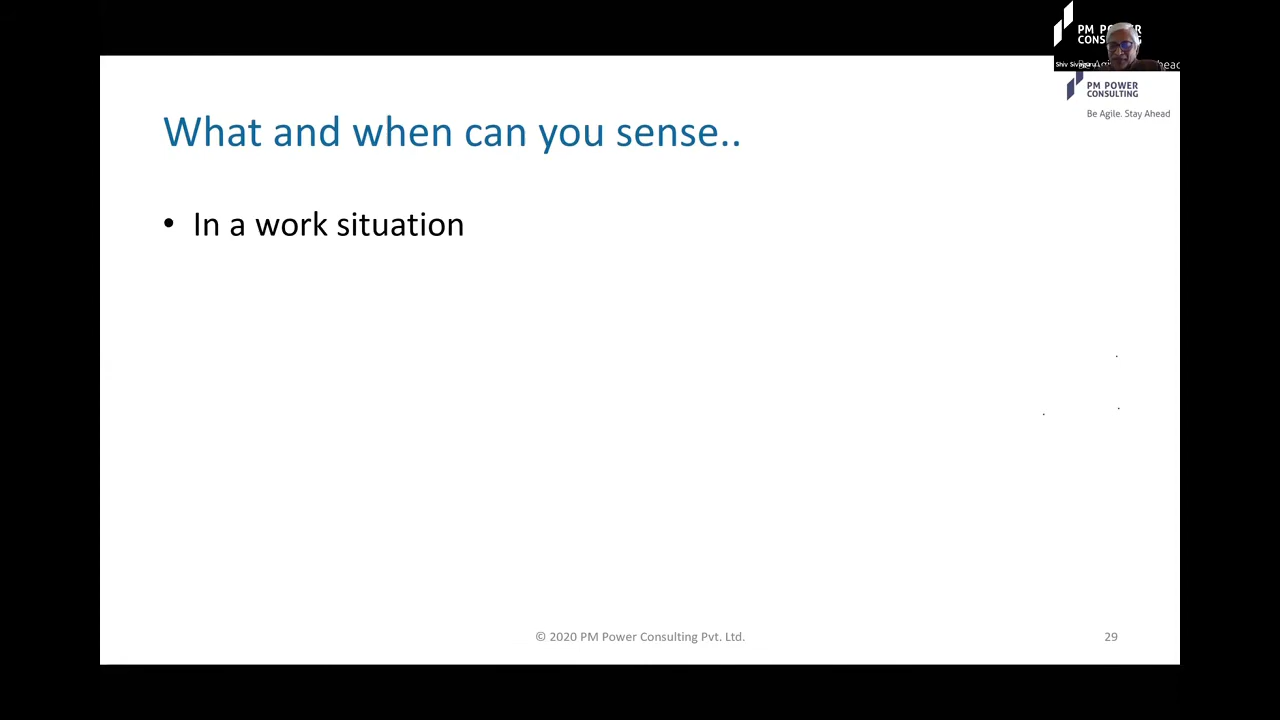 PM POWER
CONSULTING
Be Agile. Stay Ahead
What and when can you sense..
• In a work situation
© 2020 PM Power Consulting Pvt. Ltd.
29